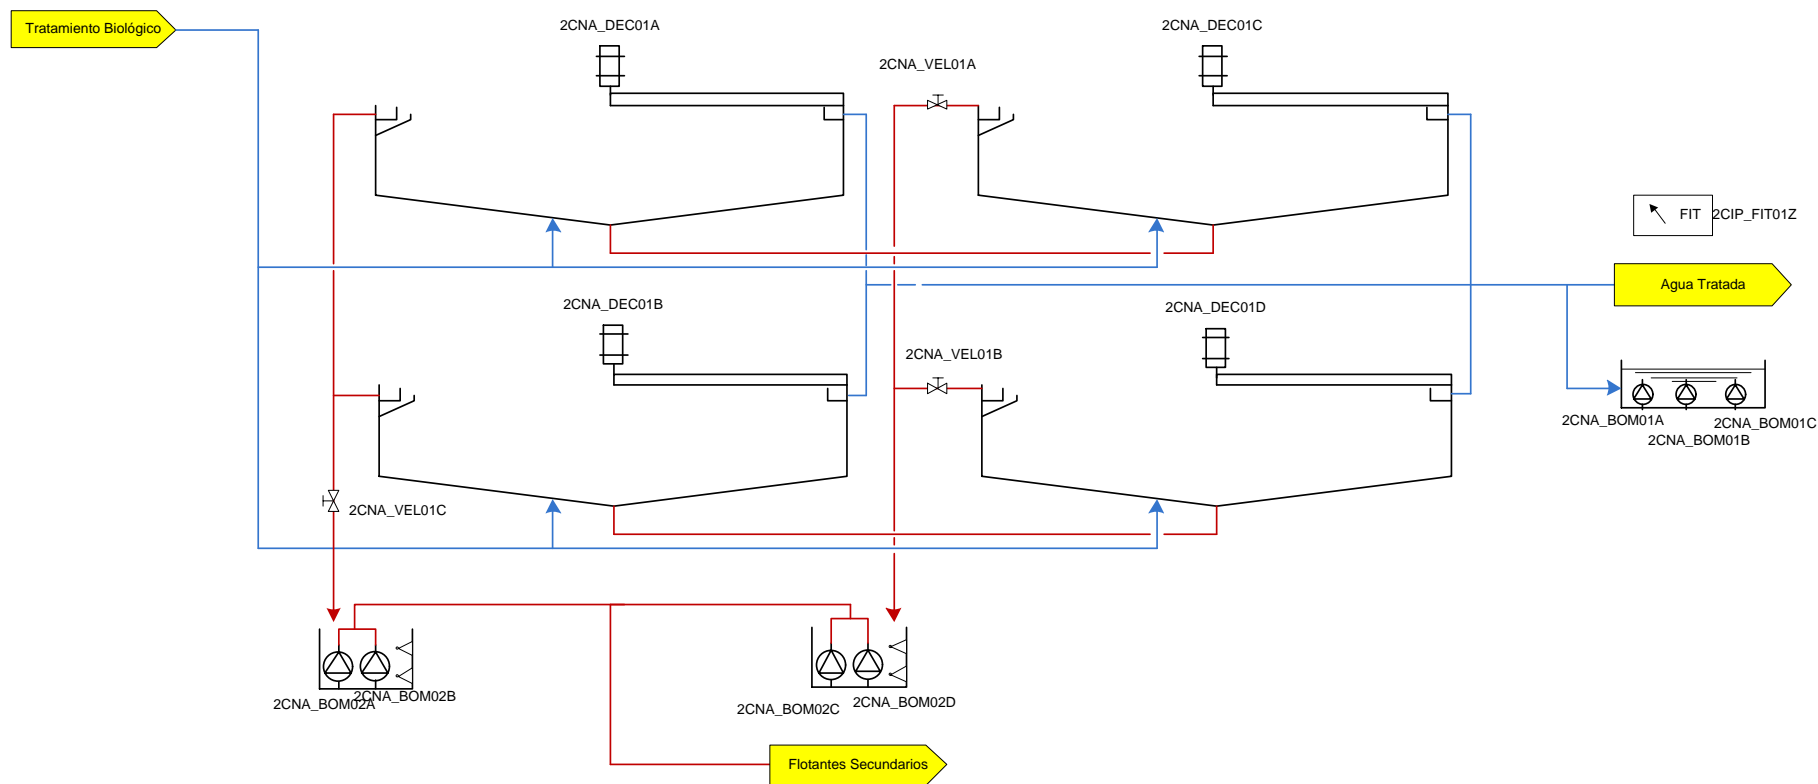 Tratamiento Biológico
2CNA_DEC01A
2CNA_DEC01C
2CNA_VEL01A
FIT
2CIP_FIT01Z
Agua Tratada
2CNA_DEC01B
2CNA_DEC01D
2CNA_VEL01B
2CNA_BOM01A
2CNA_BOM01B
2CNA_BOM01C
2CNA_VEL01C
2CNA_BOM02A
2CNA_BOM02B
2CNA_BOM02C
2CNA_BOM02D
Flotantes Secundarios